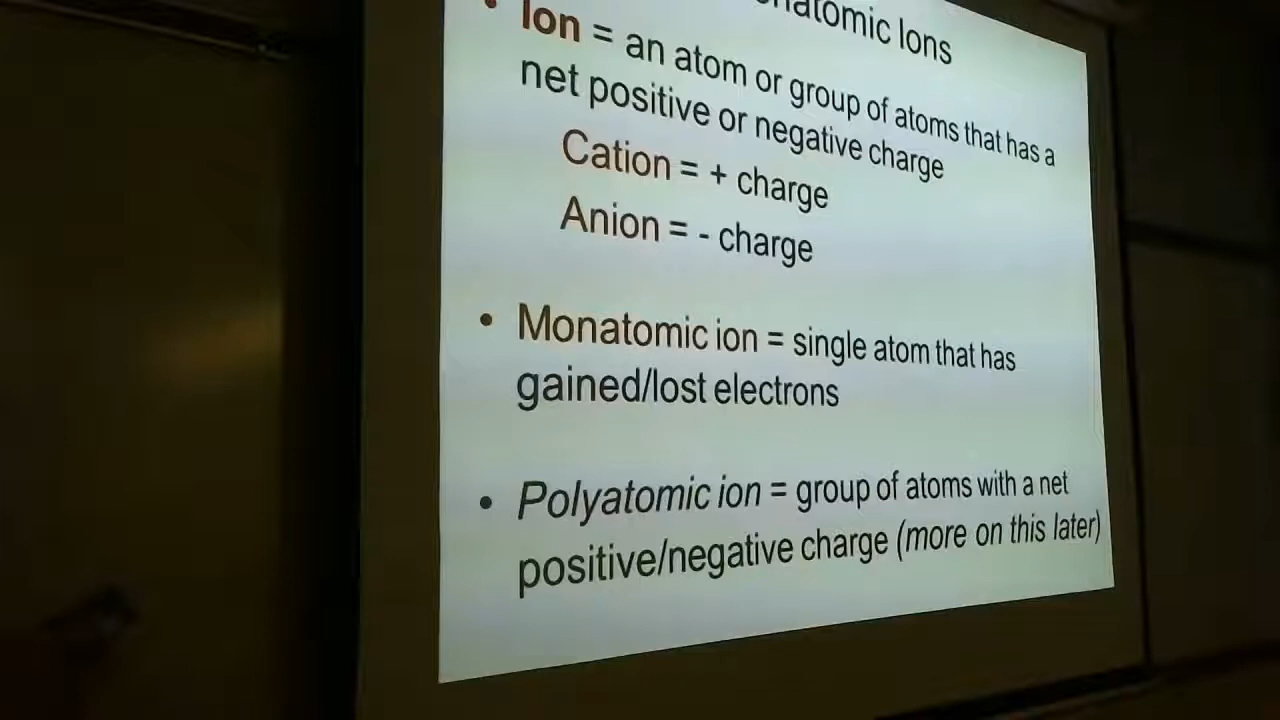 Ions
• Ion = an atom or group of atoms that has a
net positive or negative charge
Cation = + charge
Anion = - charge
• Monatomic ion = single atom that has
gained/lost electrons
• Polyatomic ion = group of atoms with a net
positive/negative charge (more on this later)